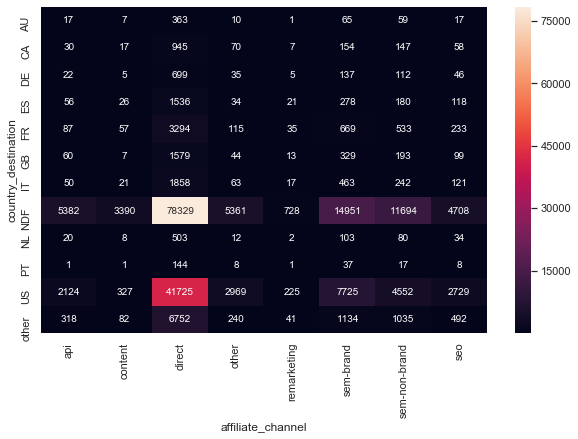 AU 17 7 363 10 1 65 59 17
CA 30 17 945 70 7 154 147 58
DE 22 5 699 35 5 137 112 46
ES 56 26 1536 34 21 278 180 118
FR 87 57 3294 115 35 669 533 233
GB 60 7 1579 44 13 329 193 99
IT 50 21 1858 63 17 463 242 121
NDF 5382 3390 78329 5361 728 14951 11694 4708
NL 20 8 503 12 2 103 80 34
PT 1 1 144 8 1 37 17 8
US 2124 327 41725 2969 225 7725 4552 2729
other 318 82 6752 240 41 1134 1035 492
country_destination
api content direct other remarketing sem-brand sem-non-brand seo
affiliate_channel
75000
60000
45000
30000
15000